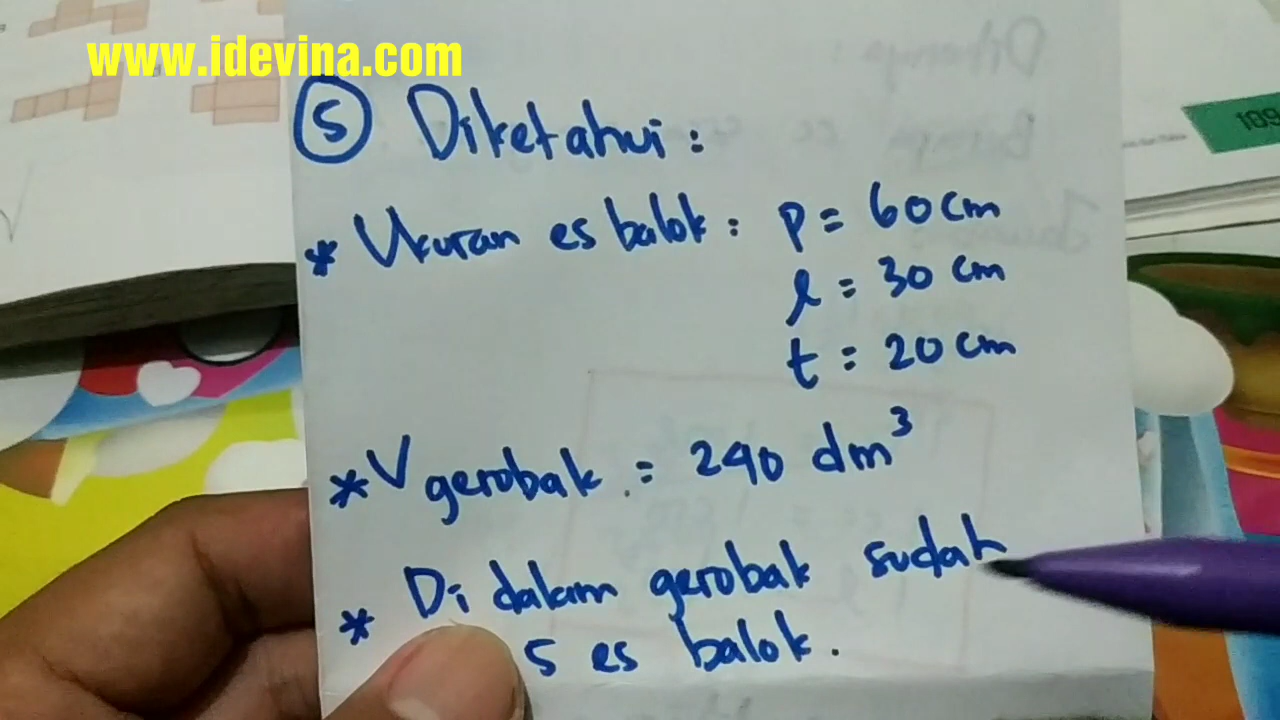 www.idevina.com
5 Diketahui :
* Ukuran es balok : p = 60 cm
l = 30 cm
t = 20 cm
* V gerobak = 240 dm³
* Di dalam gerobak sudah
5 es balok.
109